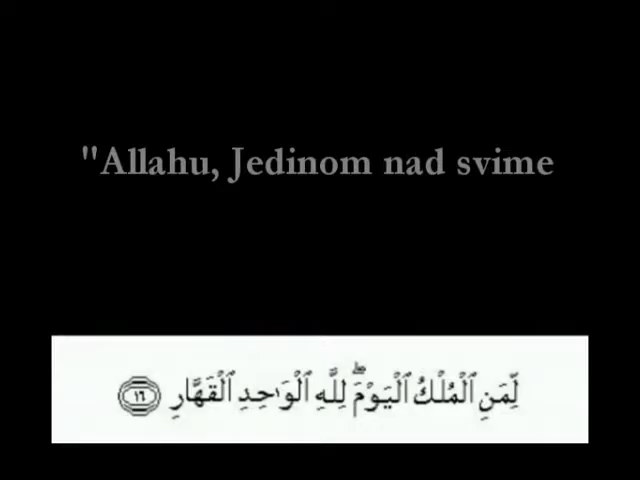 "Allahu, Jedinom nad svime
لِّمَنِ ٱلْمُلْكُ ٱلْيَوْمَ ۖ لِلَّهِ ٱلْوَٰحِدِ ٱلْقَهَّارِ ١٦